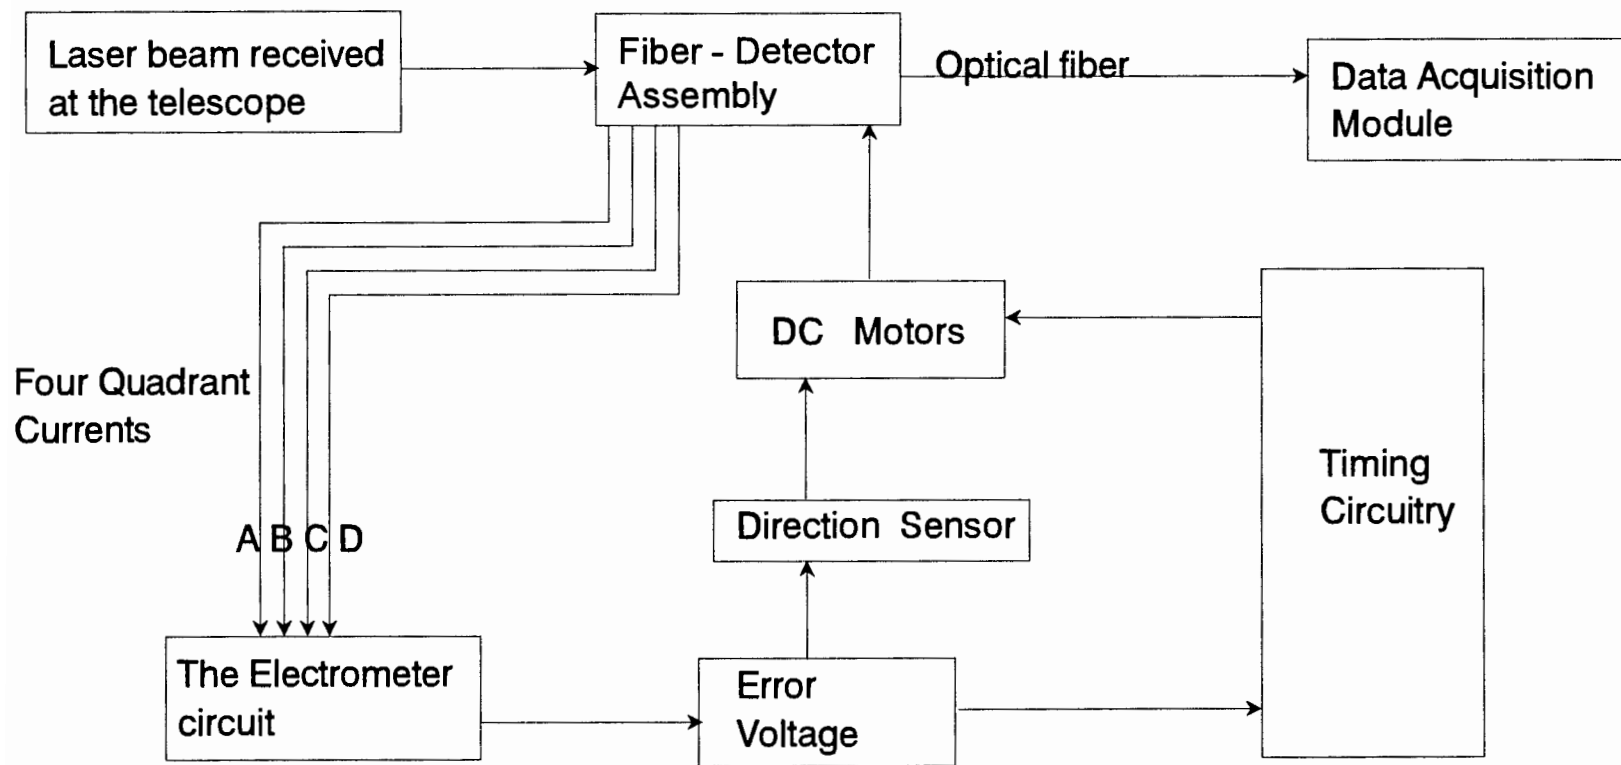 Laser beam received
at the telescope
Fiber - Detector
Assembly
Optical fiber
Data Acquisition
Module
DC Motors
Four Quadrant
Currents
Timing
Circuitry
A B C D
Direction Sensor
The Electrometer
circuit
Error
Voltage